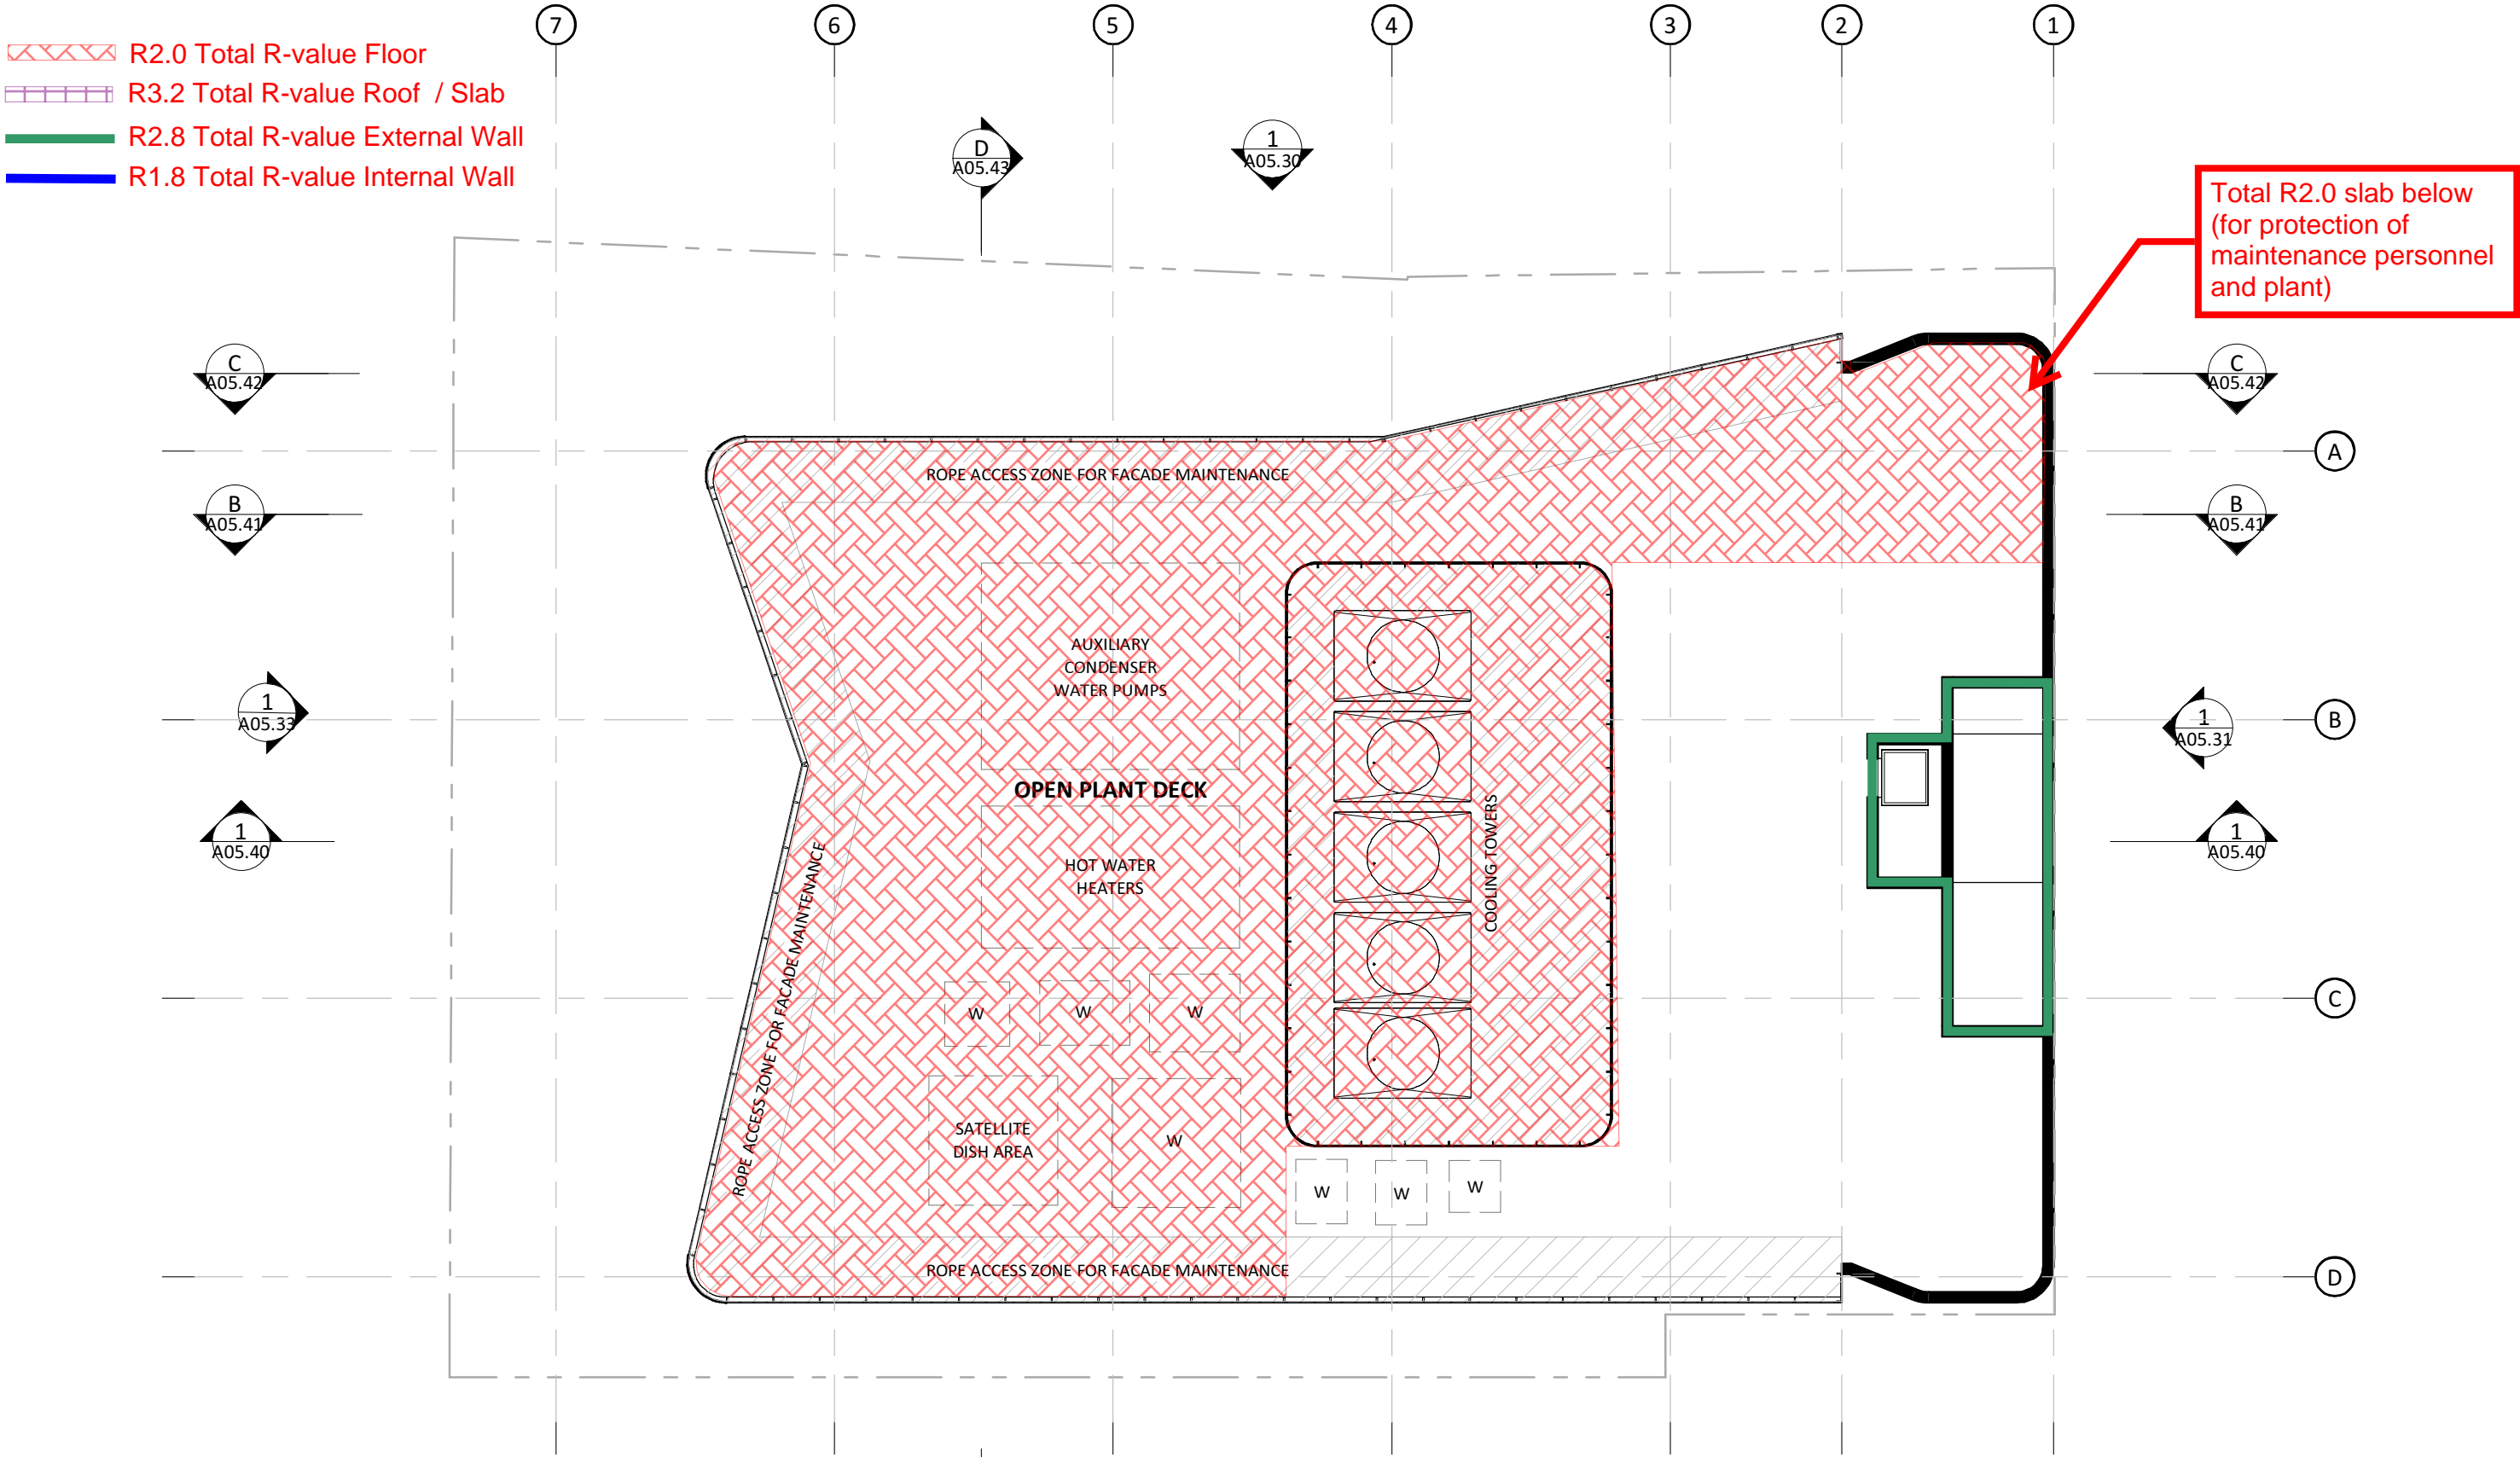 7
6
5
4
3
2
1
R2.0 Total R-value Floor
R3.2 Total R-value Roof / Slab
R2.8 Total R-value External Wall
R1.8 Total R-value Internal Wall
D
A05.43
1
A05.30
Total R2.0 slab below
(for protection of
maintenance personnel
and plant)
C
A05.42
C
A05.42
A
ROPE ACCESS ZONE FOR FACADE MAINTENANCE
B
A05.41
B
A05.41
AUXILIARY
CONDENSER
WATER PUMPS
1
A05.33
B
1
A05.31
OPEN PLANT DECK
1
A05.40
1
A05.40
HOT WATER
HEATERS
COOLING TOWERS
ROPE ACCESS ZONE FOR FACADE MAINTENANCE
C
W
W
W
SATELLITE
DISH AREA
W
W
W
W
ROPE ACCESS ZONE FOR FACADE MAINTENANCE
D